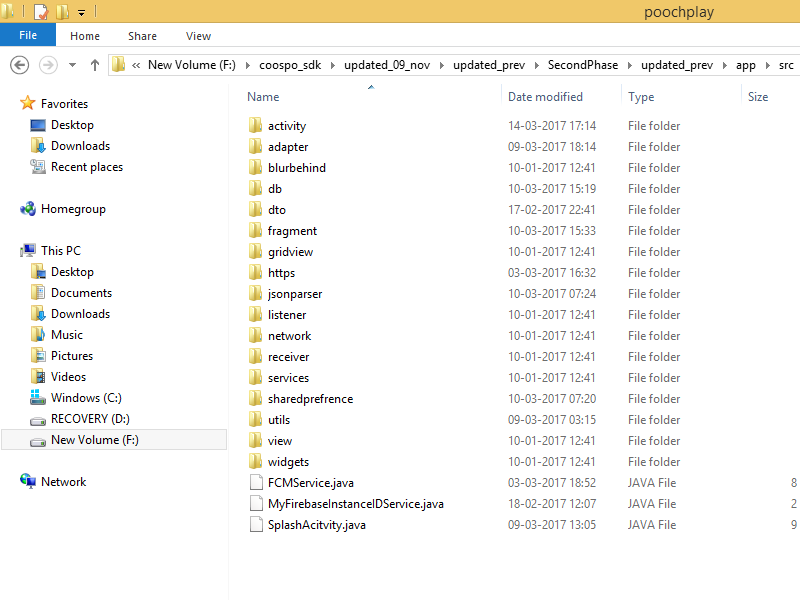 poochplay
File Home Share View
« New Volume (F:) coospo_sdk updated_09_nov updated_prev SecondPhase updated_prev app src
Favorites
Desktop
Downloads
Recent places
Homegroup
This PC
Desktop
Documents
Downloads
Music
Pictures
Videos
Windows (C:)
RECOVERY (D:)
New Volume (F:)
Network
Name Date modified Type Size
activity 14-03-2017 17:14 File folder
adapter 09-03-2017 18:14 File folder
blurbehind 10-01-2017 12:41 File folder
db 10-03-2017 15:19 File folder
dto 17-02-2017 22:41 File folder
fragment 10-03-2017 15:33 File folder
gridview 10-01-2017 12:41 File folder
https 03-03-2017 16:32 File folder
jsonparser 10-03-2017 07:24 File folder
listener 10-01-2017 12:41 File folder
network 10-01-2017 12:41 File folder
receiver 10-01-2017 12:41 File folder
services 10-01-2017 12:41 File folder
sharedprefrence 10-03-2017 07:20 File folder
utils 09-03-2017 03:15 File folder
view 10-01-2017 12:41 File folder
widgets 10-01-2017 12:41 File folder
FCMService.java 03-03-2017 18:52 JAVA File 8
MyFirebaseInstanceIDService.java 18-02-2017 12:07 JAVA File 2
SplashAcitvity.java 09-03-2017 13:05 JAVA File 9